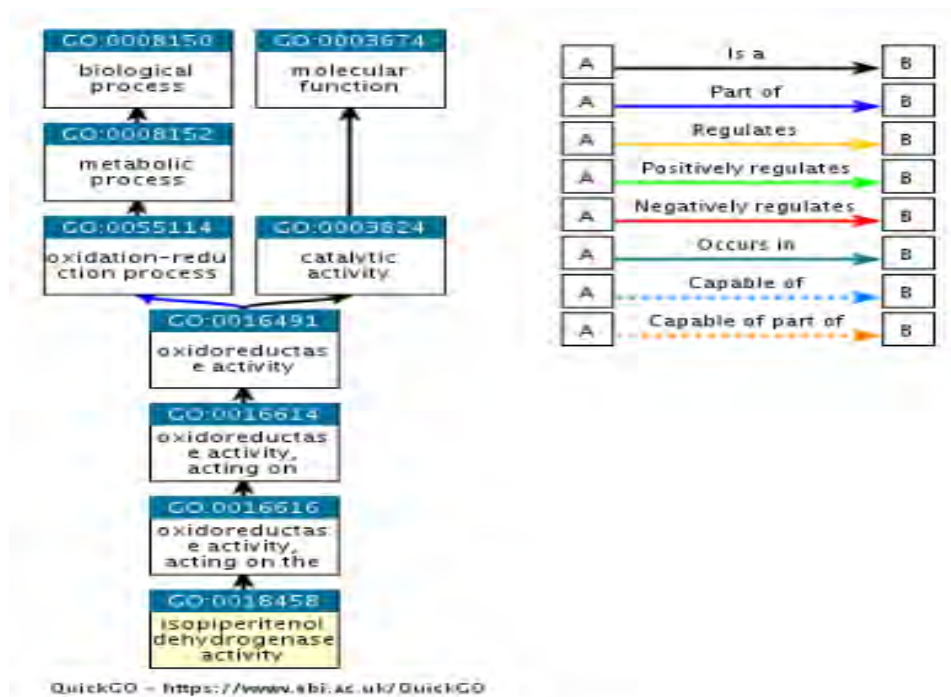 GO:0008150
biological
process
GO:0003674
molecular
function
GO:0008152
metabolic
process
GO:0055114
oxidation-redu
ction process
GO:0003824
catalytic
activity
GO:0016491
oxidoreductas
e activity
GO:0016614
oxidoreductas
e activity,
acting on
GO:0016616
oxidoreductas
e activity,
acting on the
GO:0018458
isopiperitenol
dehydrogenase
activity
QuickGO - https://www.ebi.ac.uk/QuickGO
A Is a B
A Part of B
A Regulates B
A Positively regulates B
A Negatively regulates B
A Occurs in B
A Capable of B
A Capable of part of B